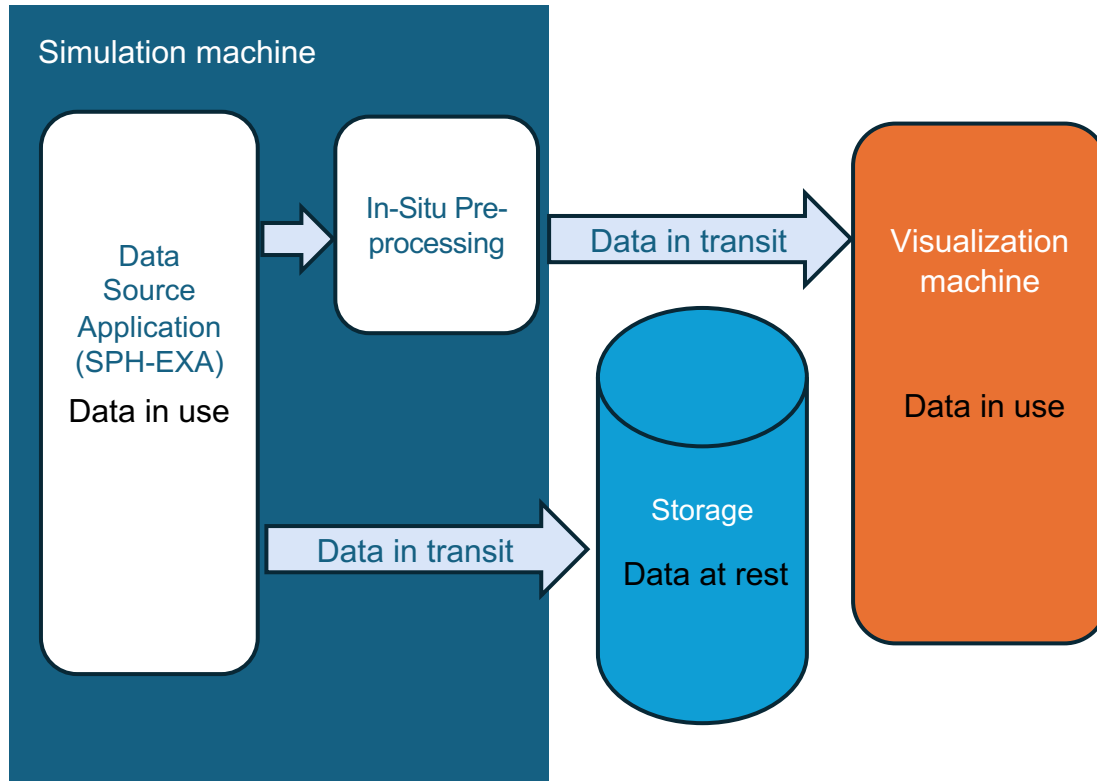 Simulation machine
Data
Source
Application
(SPH-EXA)
Data in use
In-Situ Pre-
processing
Data in transit
Visualization
machine
Data in use
Data in transit
Storage
Data at rest